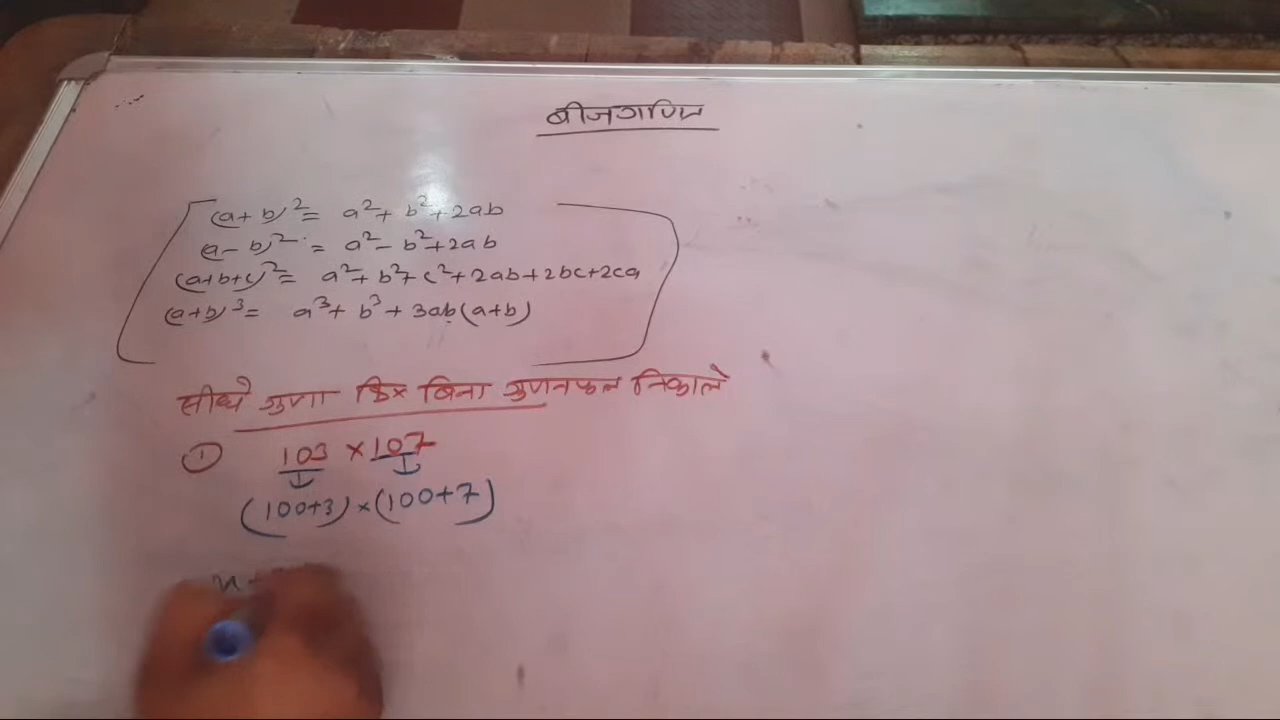 बीजगणित
(a+b)² = a² + b² + 2ab
(a-b)² = a² - b² + 2ab
(a+b+c)² = a² + b² + c² + 2ab + 2bc + 2ca
(a+b)³ = a³ + b³ + 3ab(a+b)
सीधे गुणा किए बिना गुणनफल निकाले
① 103 × 107
(100+3) × (100+7)
x